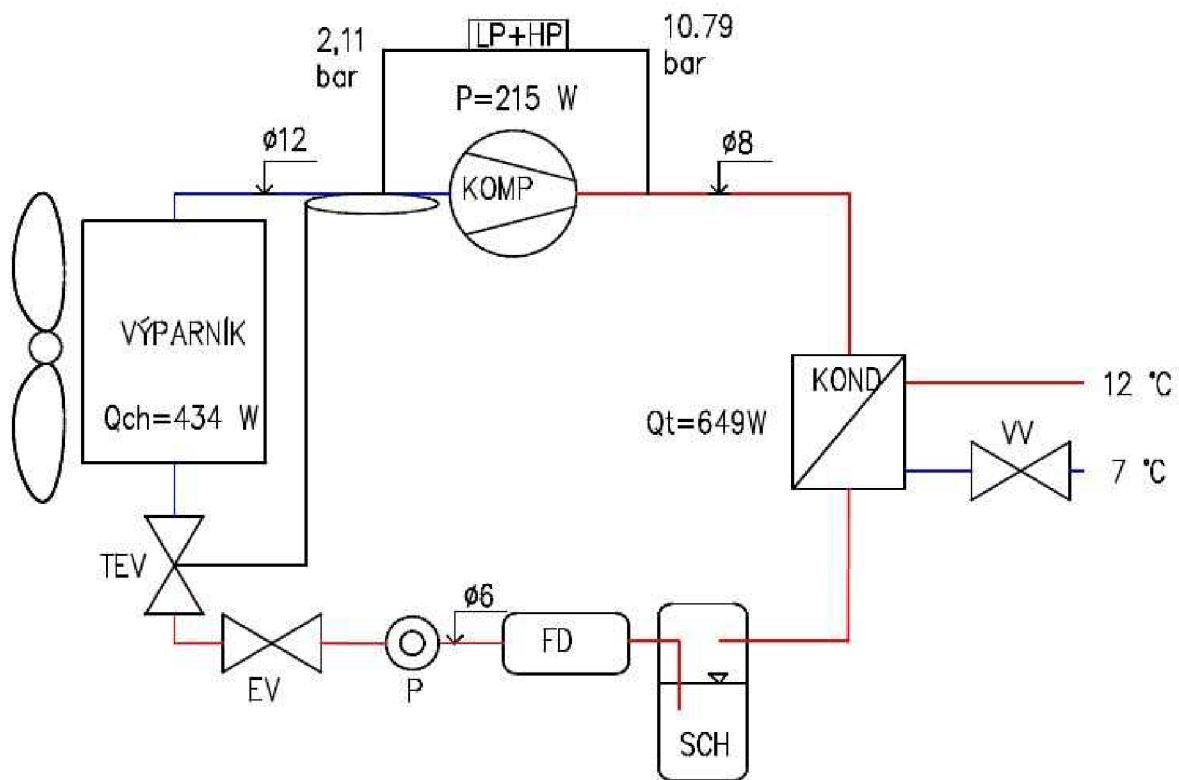 2,11
bar
LP+HP
10.79
bar
P=215 W
ø12
KOMP
ø8
VÝPARNÍK
Qch=434 W
KOND
12 °C
Qt=649W
VV
7 °C
TEV
ø6
FD
EV
P
SCH